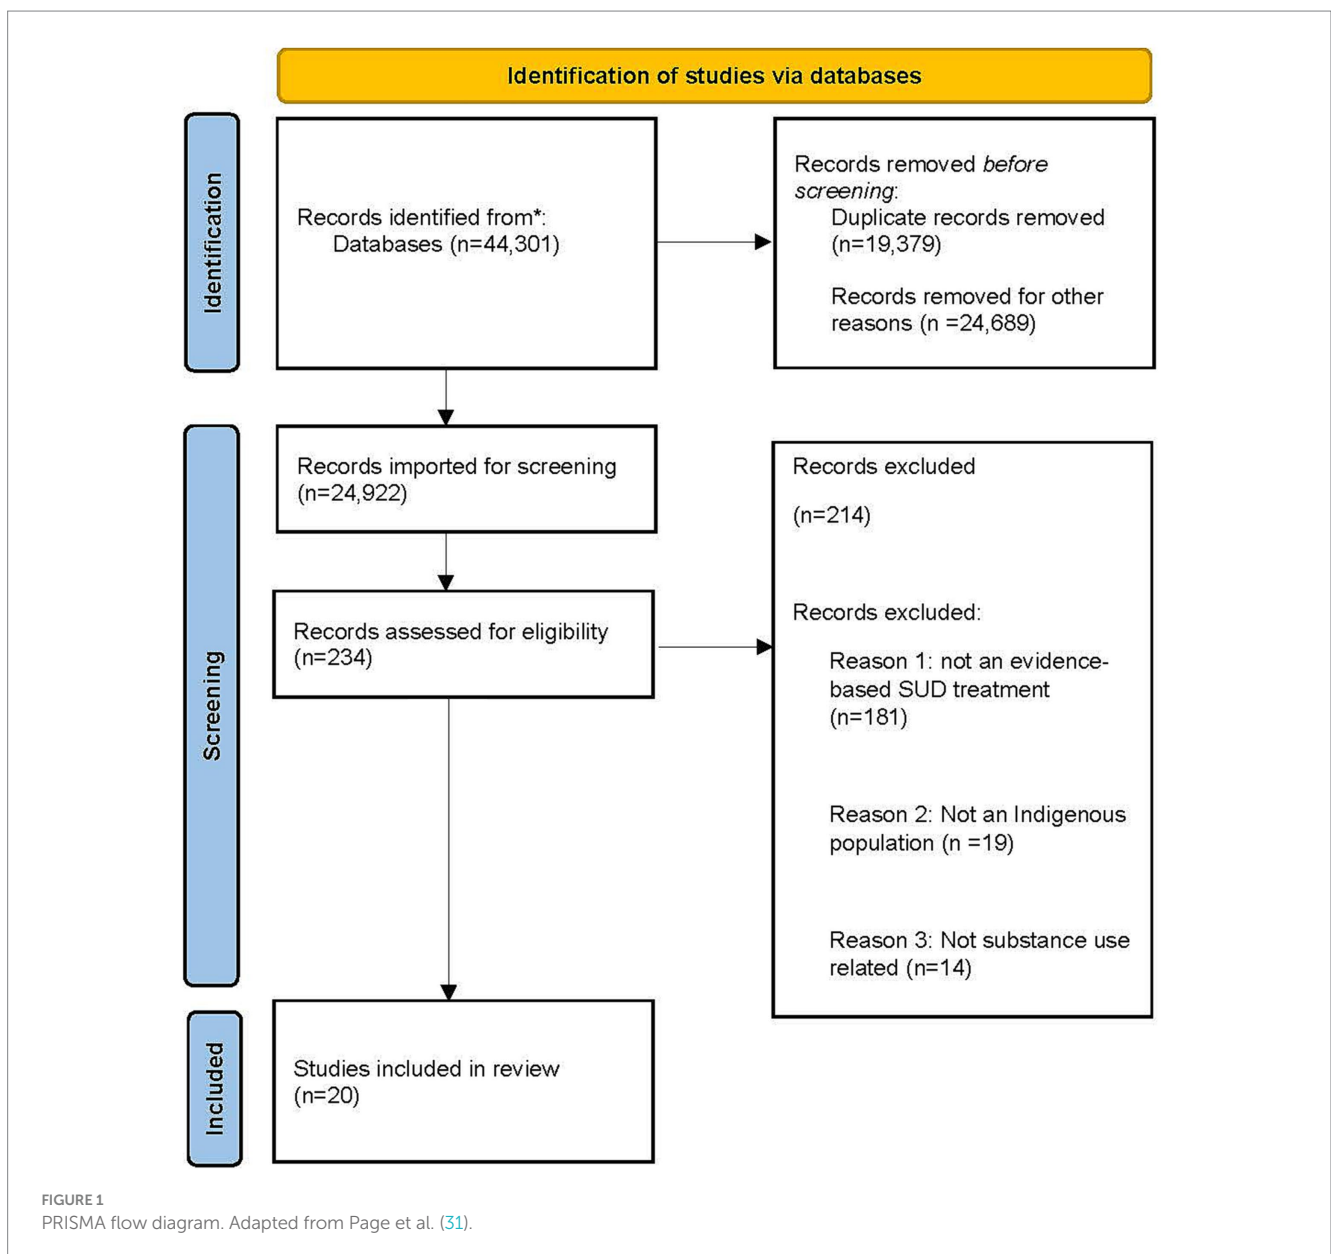 Identification of studies via databases
Identification
Records identified from*:
Databases (n=44,301)
Records removed before
screening:
Duplicate records removed
(n=19,379)
Records removed for other
reasons (n =24,689)
Screening
Records imported for screening
(n=24,922)
Records assessed for eligibility
(n=234)
Records excluded
(n=214)
Records excluded:
Reason 1: not an evidence-
based SUD treatment
(n=181)
Reason 2: Not an Indigenous
population (n =19)
Reason 3: Not substance use
related (n=14)
Included
Studies included in review
(n=20)
FIGURE 1
PRISMA flow diagram. Adapted from Page et al. (31).